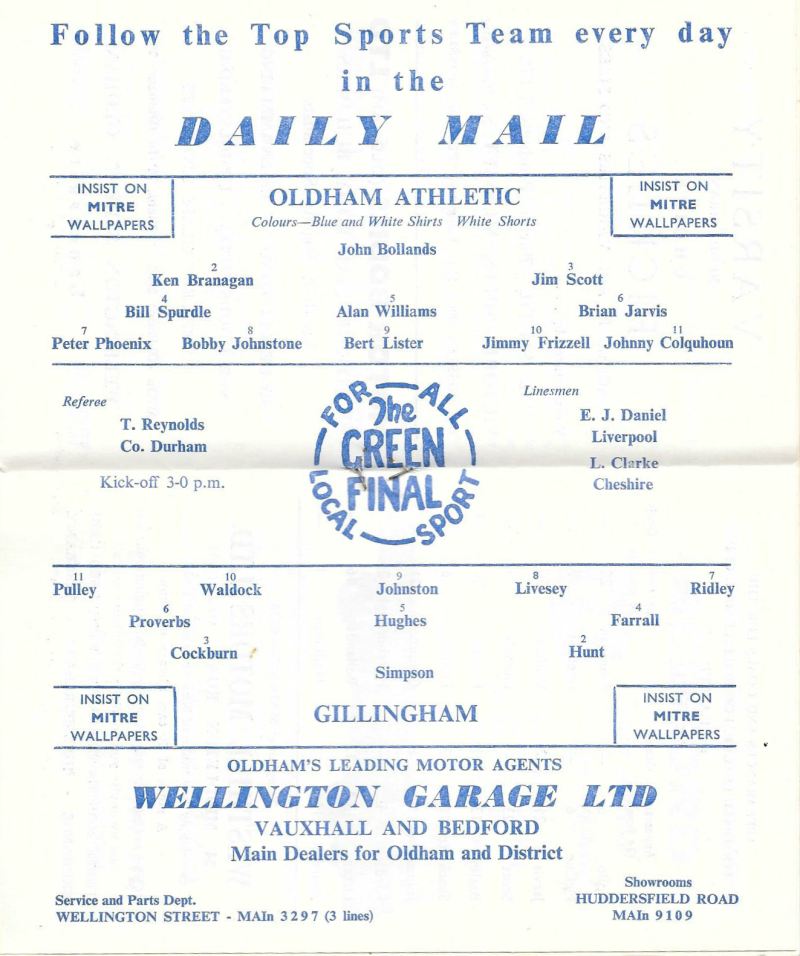 Follow the Top Sports Team every day
in the
DAILY MAIL
INSIST ON
MITRE
WALLPAPERS
OLDHAM ATHLETIC
Colours—Blue and White Shirts White Shorts
INSIST ON
MITRE
WALLPAPERS
John Bollands
2 3
Ken Branagan Jim Scott
4 5 6
Bill Spurdle Alan Williams Brian Jarvis
7 8 9 10 11
Peter Phoenix Bobby Johnstone Bert Lister Jimmy Frizzell Johnny Colquhoun
Referee
T. Reynolds
Co. Durham
Kick-off 3-0 p.m.
FOR ALL
The
GREEN
FINAL
LOCAL SPORT
Linesmen
E. J. Daniel
Liverpool
L. Clarke
Cheshire
11 10 9 8 7
Pulley Waldock Johnston Livesey Ridley
6 5 4
Proverbs Hughes Farrall
3 2
Cockburn Hunt
Simpson
INSIST ON
MITRE
WALLPAPERS
GILLINGHAM
INSIST ON
MITRE
WALLPAPERS
OLDHAM'S LEADING MOTOR AGENTS
WELLINGTON GARAGE LTD
VAUXHALL AND BEDFORD
Main Dealers for Oldham and District
Service and Parts Dept.
WELLINGTON STREET - MAIn 3297 (3 lines)
Showrooms
HUDDERSFIELD ROAD
MAIn 9109